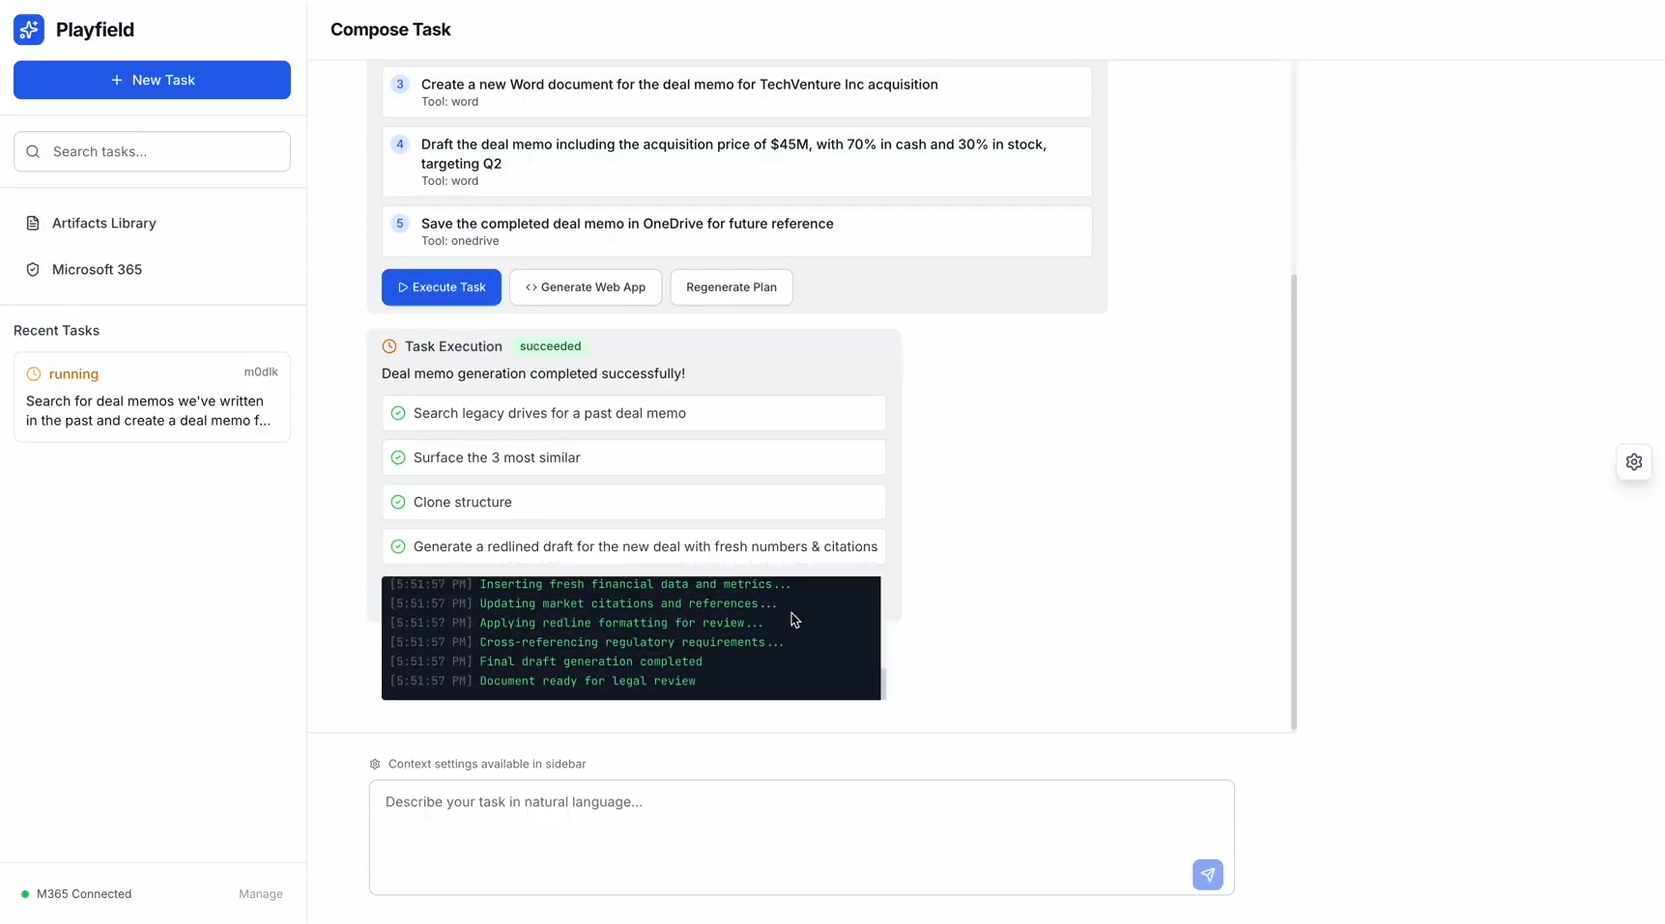 Playfield
+ New Task
Search tasks...
Artifacts Library
Microsoft 365
Recent Tasks
running
m0dlk
Search for deal memos we've written
in the past and create a deal memo f...
M365 Connected
Manage
Compose Task
3
Create a new Word document for the deal memo for TechVenture Inc acquisition
Tool: word
4
Draft the deal memo including the acquisition price of $45M, with 70% in cash and 30% in stock,
targeting Q2
Tool: word
5
Save the completed deal memo in OneDrive for future reference
Tool: onedrive
Execute Task
Generate Web App
Regenerate Plan
Task Execution succeeded
Deal memo generation completed successfully!
Search legacy drives for a past deal memo
Surface the 3 most similar
Clone structure
Generate a redlined draft for the new deal with fresh numbers & citations
[5:51:57 PM] Inserting fresh financial data and metrics...
[5:51:57 PM] Updating market citations and references...
[5:51:57 PM] Applying redline formatting for review...
[5:51:57 PM] Cross-referencing regulatory requirements...
[5:51:57 PM] Final draft generation completed
[5:51:57 PM] Document ready for legal review
Context settings available in sidebar
Describe your task in natural language...